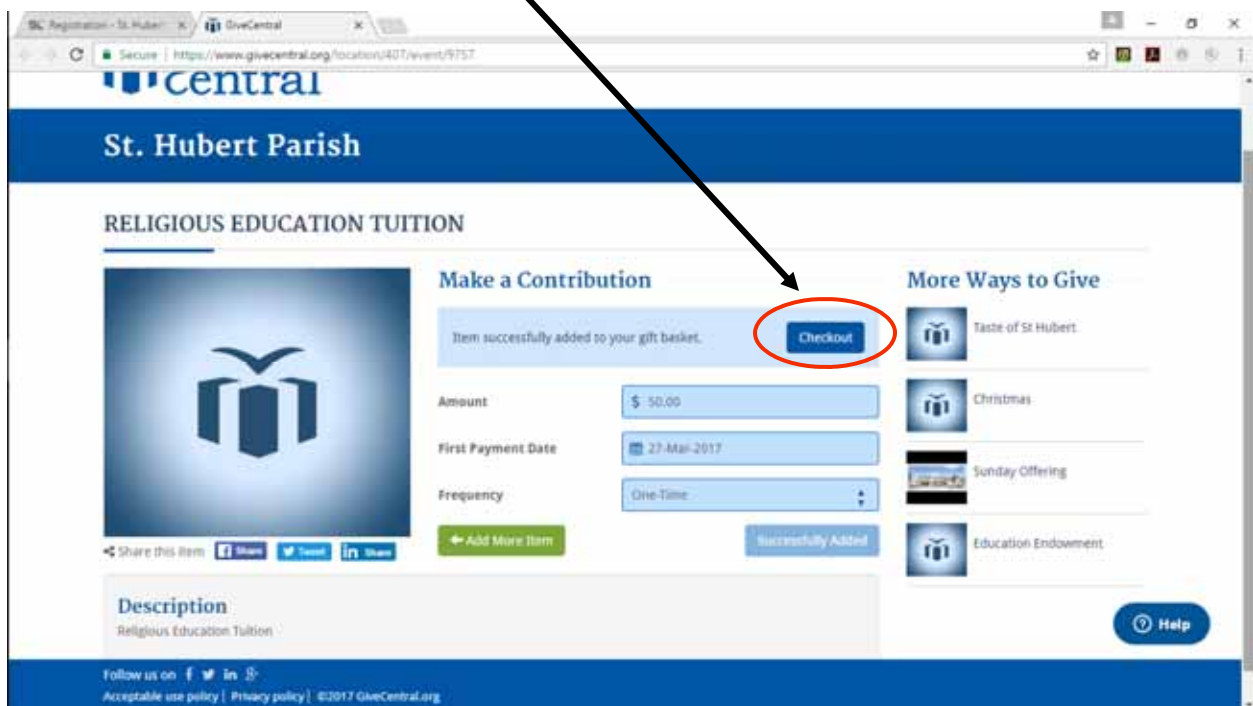 Registration - St. Huber
GiveCentral
Secure | https://www.givecentral.org/location/407/event/9757
central
St. Hubert Parish
RELIGIOUS EDUCATION TUITION
Make a Contribution
Item successfully added to your gift basket.
Checkout
Amount
$ 50.00
First Payment Date
27-Mar-2017
Frequency
One-Time
Add More Item
Successfully Added
Share this item
Share
Tweet
in Share
Description
Religious Education Tuition
More Ways to Give
Taste of St Hubert
Christmas
Sunday Offering
Education Endowment
Help
Follow us on f in g+
Acceptable use policy | Privacy policy | ©2017 GiveCentral.org